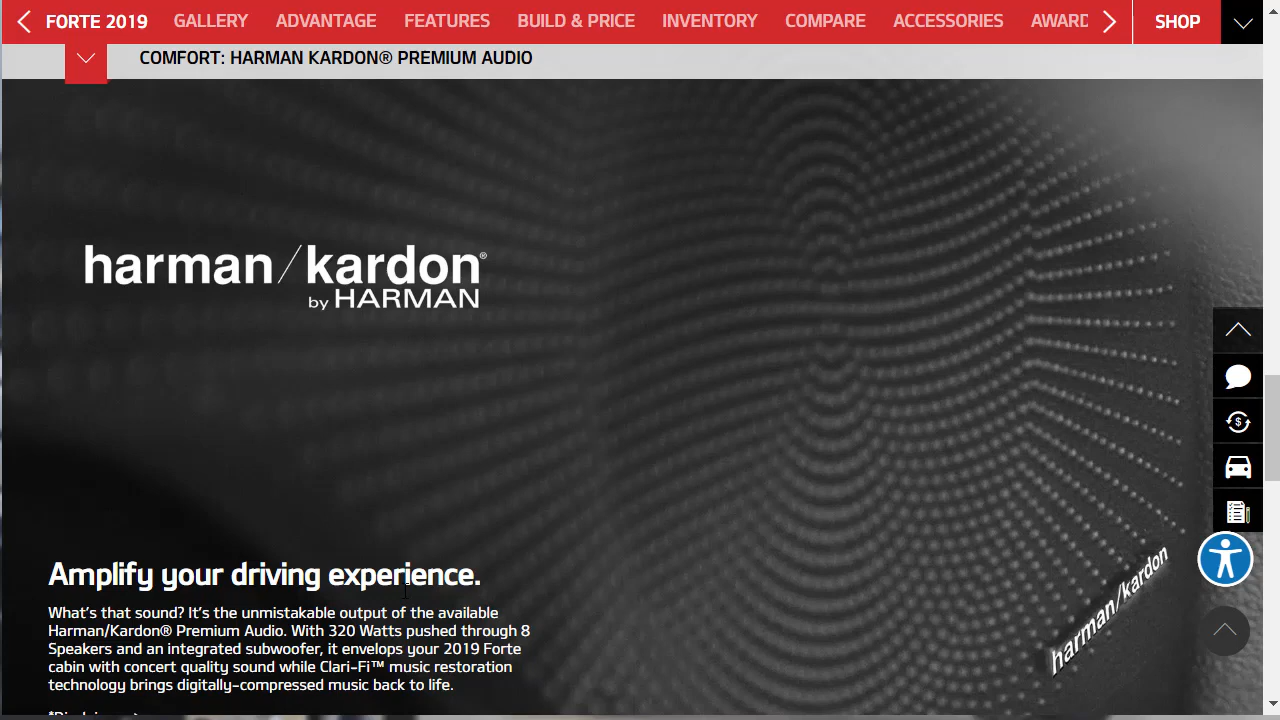 FORTE 2019 GALLERY ADVANTAGE FEATURES BUILD & PRICE INVENTORY COMPARE ACCESSORIES AWARD SHOP
COMFORT: HARMAN KARDON® PREMIUM AUDIO
harman/kardon®
by HARMAN
harman/kardon
Amplify your driving experience.
What's that sound? It's the unmistakable output of the available
Harman/Kardon® Premium Audio. With 320 Watts pushed through 8
Speakers and an integrated subwoofer, it envelops your 2019 Forte
cabin with concert quality sound while Clari-Fi™ music restoration
technology brings digitally-compressed music back to life.